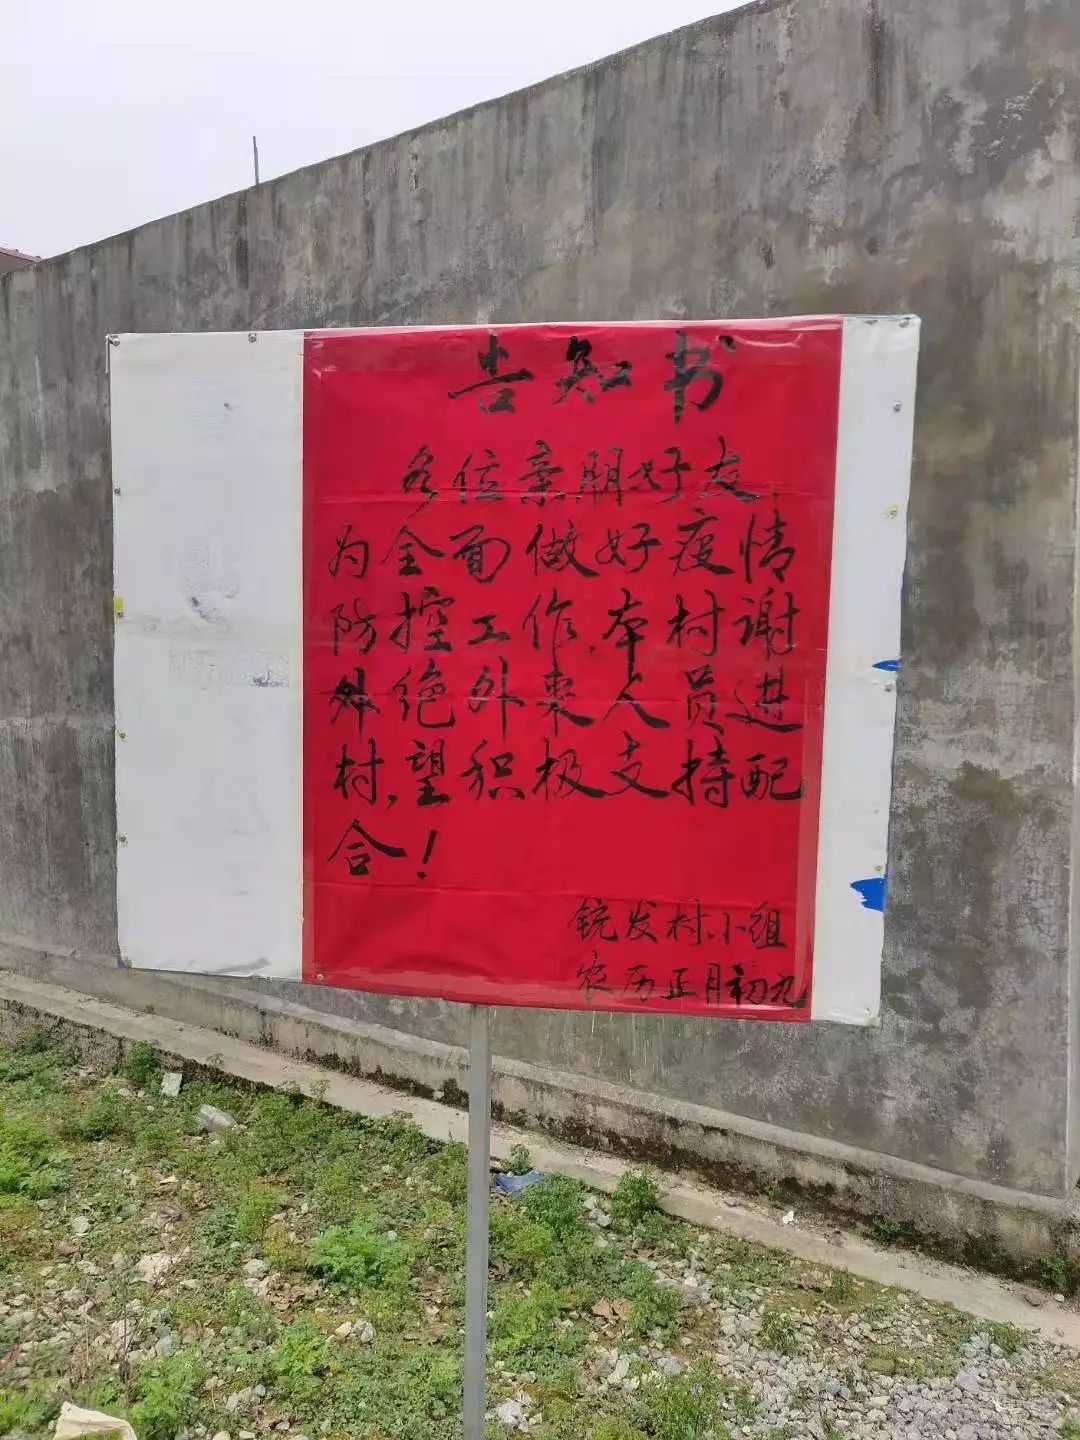 告知书
各位亲朋好友，
为全面做好疫情
防控工作，本村谢
外绝外来人员进
村，望积极支持配
合！
铳发村小组
农历正月初九